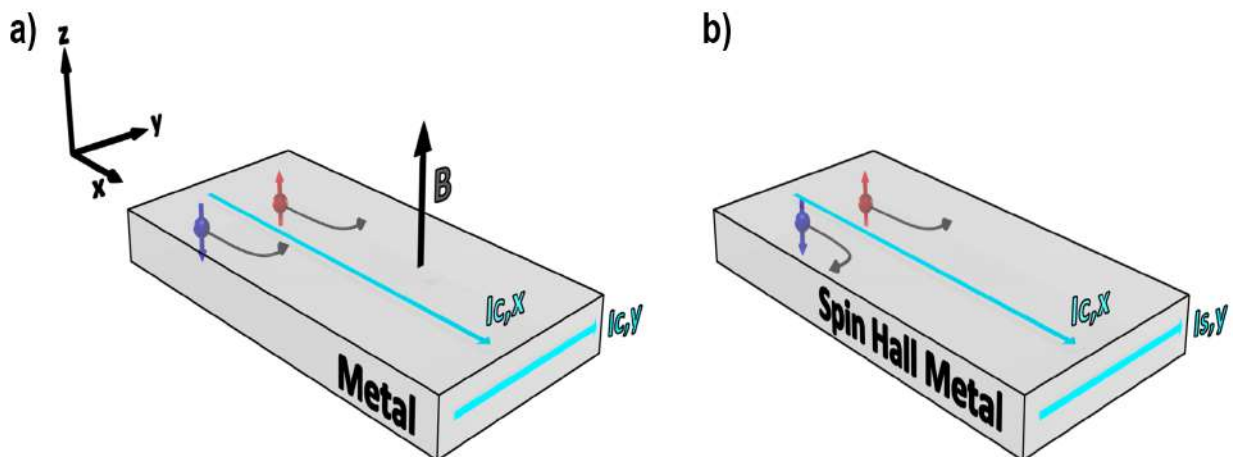 a)
z
y
x
B
Ic,x
Ic,y
Metal
b)
Ic,x
Is,y
Spin Hall Metal